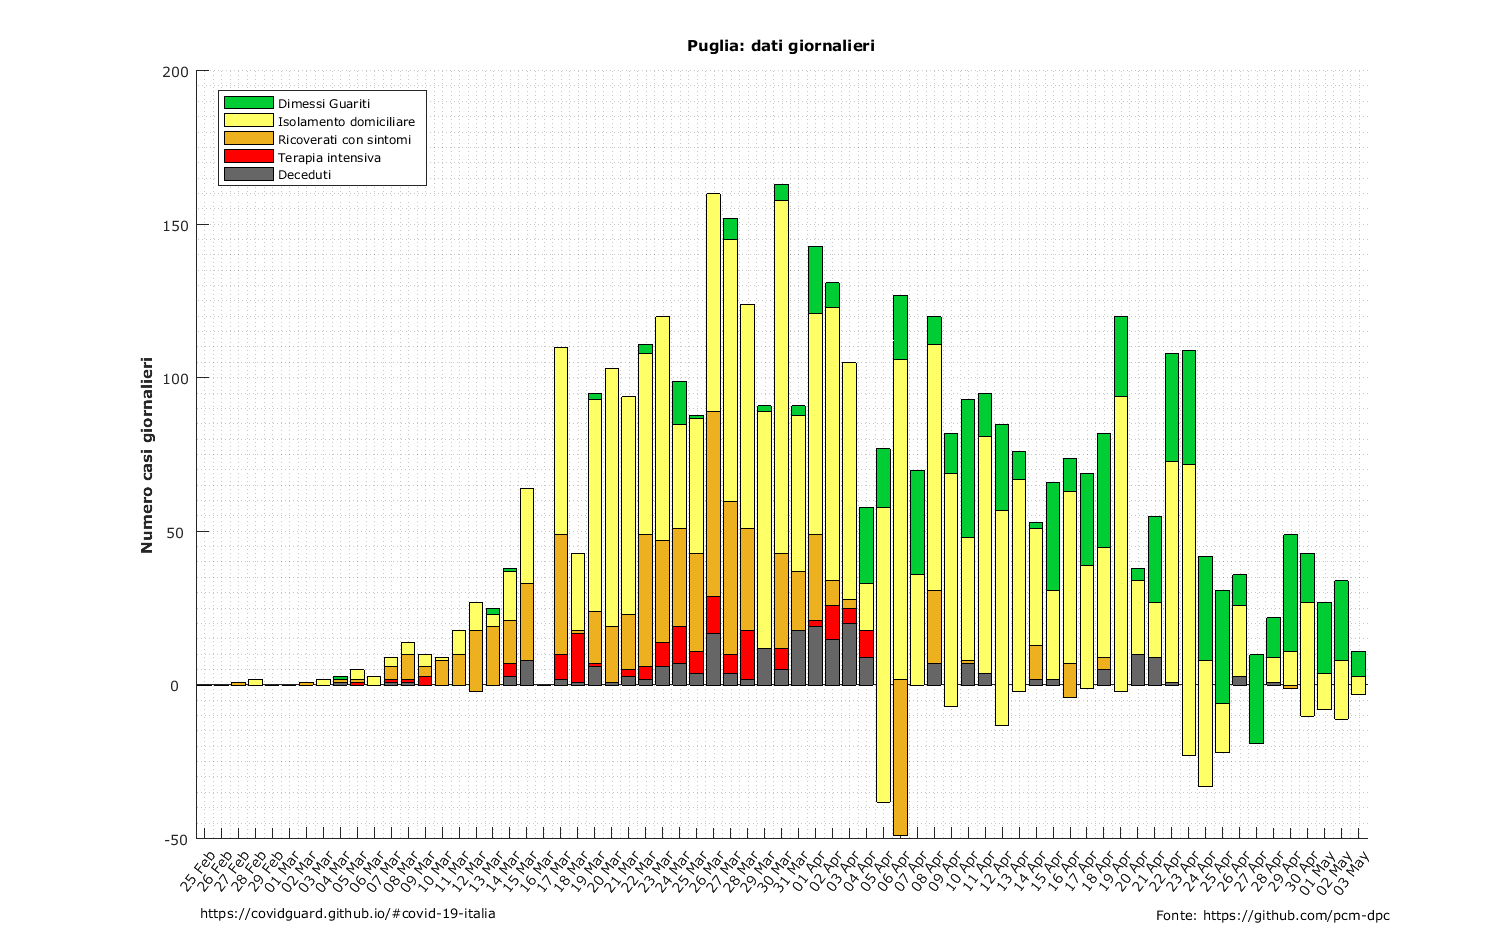 Puglia: dati giornalieri
200
150
100
50
0
-50
Numero casi giornalieri
Dimessi Guariti
Isolamento domiciliare
Ricoverati con sintomi
Terapia intensiva
Deceduti
25 Feb
26 Feb
27 Feb
28 Feb
29 Feb
01 Mar
02 Mar
03 Mar
04 Mar
05 Mar
06 Mar
07 Mar
08 Mar
09 Mar
10 Mar
11 Mar
12 Mar
13 Mar
14 Mar
15 Mar
16 Mar
17 Mar
18 Mar
19 Mar
20 Mar
21 Mar
22 Mar
23 Mar
24 Mar
25 Mar
26 Mar
27 Mar
28 Mar
29 Mar
30 Mar
31 Mar
01 Apr
02 Apr
03 Apr
04 Apr
05 Apr
06 Apr
07 Apr
08 Apr
09 Apr
10 Apr
11 Apr
12 Apr
13 Apr
14 Apr
15 Apr
16 Apr
17 Apr
18 Apr
19 Apr
20 Apr
21 Apr
22 Apr
23 Apr
24 Apr
25 Apr
26 Apr
27 Apr
28 Apr
29 Apr
30 Apr
01 May
02 May
03 May
https://covidguard.github.io/#covid-19-italia
Fonte: https://github.com/pcm-dpc